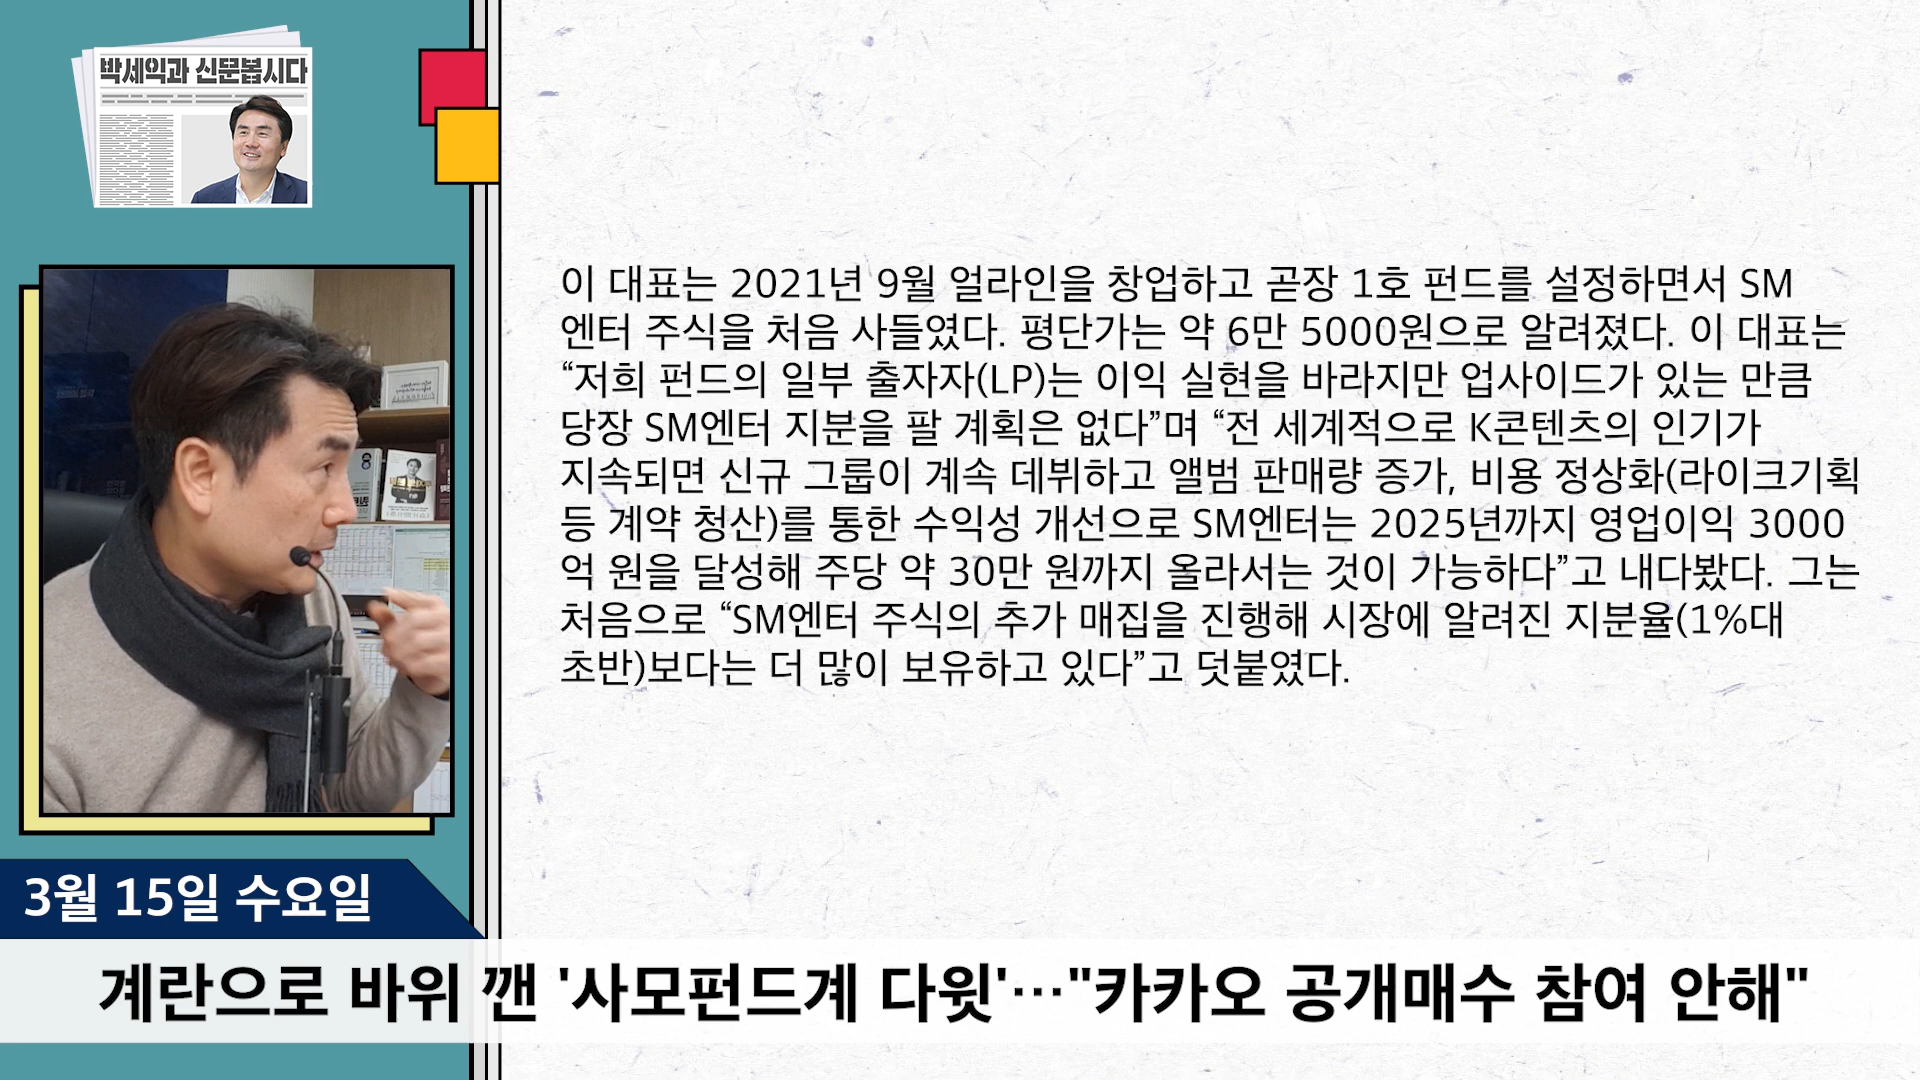 박세익과 신문봅시다
이 대표는 2021년 9월 얼라인을 창업하고 곧장 1호 펀드를 설정하면서 SM
엔터 주식을 처음 사들였다. 평단가는 약 6만 5000원으로 알려졌다. 이 대표는
“저희 펀드의 일부 출자자(LP)는 이익 실현을 바라지만 업사이드가 있는 만큼
당장 SM엔터 지분을 팔 계획은 없다”며 “전 세계적으로 K콘텐츠의 인기가
지속되면 신규 그룹이 계속 데뷔하고 앨범 판매량 증가, 비용 정상화(라이크기획
등 계약 청산)를 통한 수익성 개선으로 SM엔터는 2025년까지 영업이익 3000
억 원을 달성해 주당 약 30만 원까지 올라서는 것이 가능하다”고 내다봤다. 그는
처음으로 “SM엔터 주식의 추가 매집을 진행해 시장에 알려진 지분율(1%대
초반)보다는 더 많이 보유하고 있다”고 덧붙였다.
3월 15일 수요일
계란으로 바위 깬 '사모펀드계 다윗'…"카카오 공개매수 참여 안해"